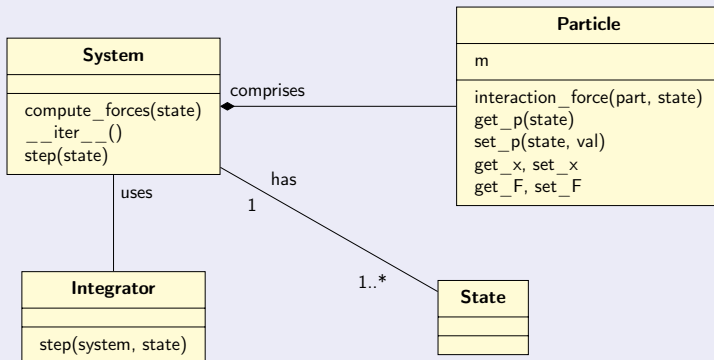 System
compute_forces(state)
__iter__()
step(state)
comprises
Particle
m
interaction_force(part, state)
get_p(state)
set_p(state, val)
get_x, set_x
get_F, set_F
uses
has
1
1..*
Integrator
step(system, state)
State